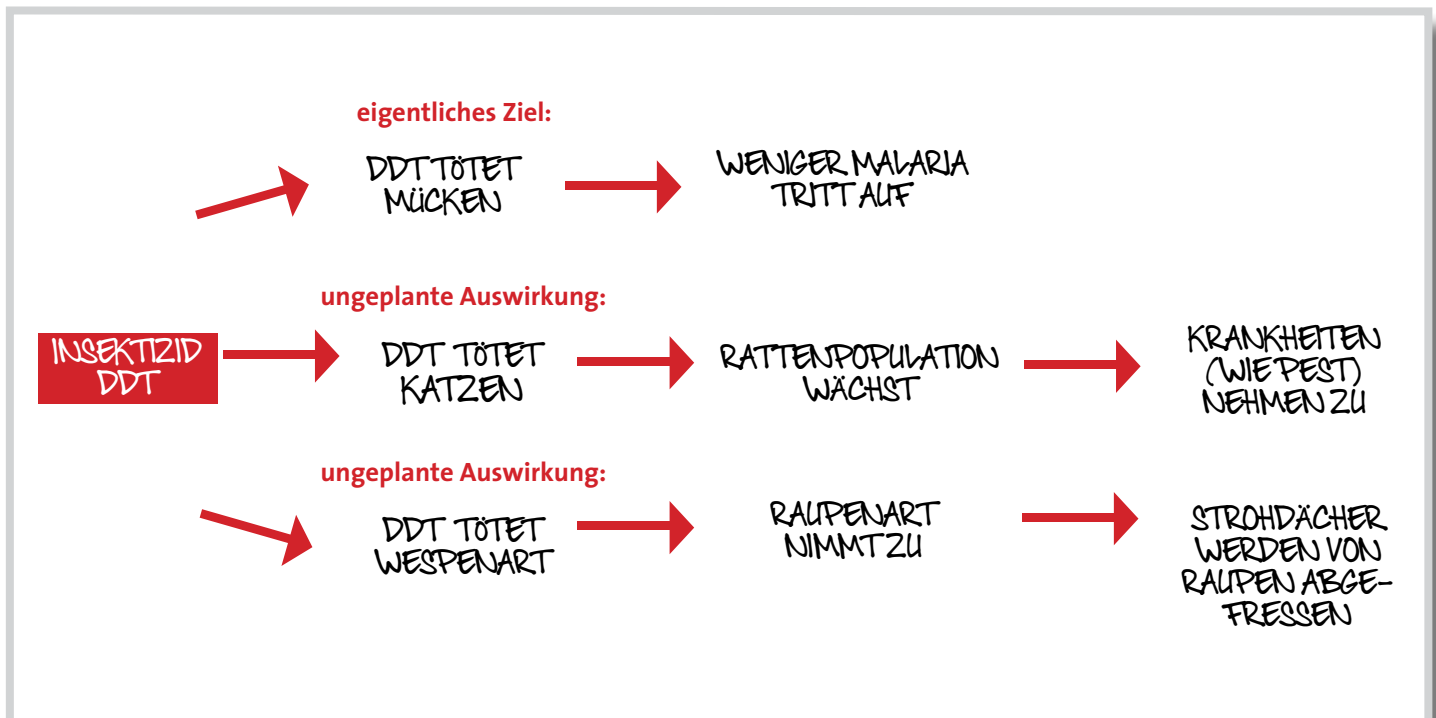 eigentliches Ziel:
DDT TÖTET
MÜCKEN
WENIGER MALARIA
TRITT AUF
ungeplante Auswirkung:
INSEKTIZID
DDT
DDT TÖTET
KATZEN
RATTENPOPULATION
WÄCHST
KRANKHEITEN
(WIE PEST)
NEHMEN ZU
ungeplante Auswirkung:
DDT TÖTET
WESPENART
RAUPENART
NIMMT ZU
STROHDÄCHER
WERDEN VON
RAUPEN ABGE-
FRESSEN